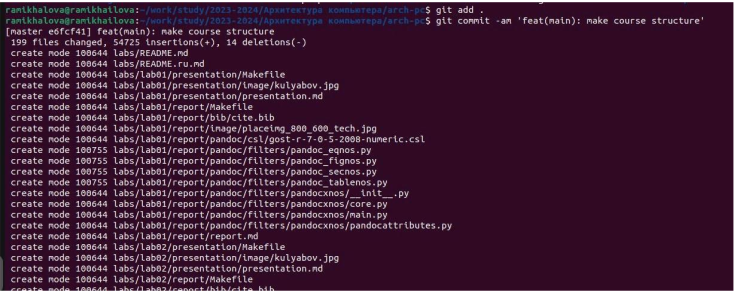 ramikhalova@ramikhailova:~/work/study/2023-2024/Архитектура компьютера/arch-pc$ git add .
ramikhalova@ramikhailova:~/work/study/2023-2024/Архитектура компьютера/arch-pc$ git commit -am 'feat(main): make course structure'
[master e6fcf41] feat(main): make course structure
 199 files changed, 54725 insertions(+), 14 deletions(-)
 create mode 100644 labs/README.md
 create mode 100644 labs/README.ru.md
 create mode 100644 labs/lab01/presentation/Makefile
 create mode 100644 labs/lab01/presentation/image/kulyabov.jpg
 create mode 100644 labs/lab01/presentation/presentation.md
 create mode 100644 labs/lab01/report/Makefile
 create mode 100644 labs/lab01/report/bib/cite.bib
 create mode 100644 labs/lab01/report/image/placeimg_800_600_tech.jpg
 create mode 100644 labs/lab01/report/pandoc/csl/gost-r-7-0-5-2008-numeric.csl
 create mode 100755 labs/lab01/report/pandoc/filters/pandoc_eqnos.py
 create mode 100755 labs/lab01/report/pandoc/filters/pandoc_fignos.py
 create mode 100755 labs/lab01/report/pandoc/filters/pandoc_secnos.py
 create mode 100755 labs/lab01/report/pandoc/filters/pandoc_tablenos.py
 create mode 100644 labs/lab01/report/pandoc/filters/pandocxnos/__init__.py
 create mode 100644 labs/lab01/report/pandoc/filters/pandocxnos/core.py
 create mode 100644 labs/lab01/report/pandoc/filters/pandocxnos/main.py
 create mode 100644 labs/lab01/report/pandoc/filters/pandocxnos/pandocattributes.py
 create mode 100644 labs/lab01/report/report.md
 create mode 100644 labs/lab02/presentation/Makefile
 create mode 100644 labs/lab02/presentation/image/kulyabov.jpg
 create mode 100644 labs/lab02/presentation/presentation.md
 create mode 100644 labs/lab02/report/Makefile
 create mode 100644 labs/lab02/report/bib/cite.bib